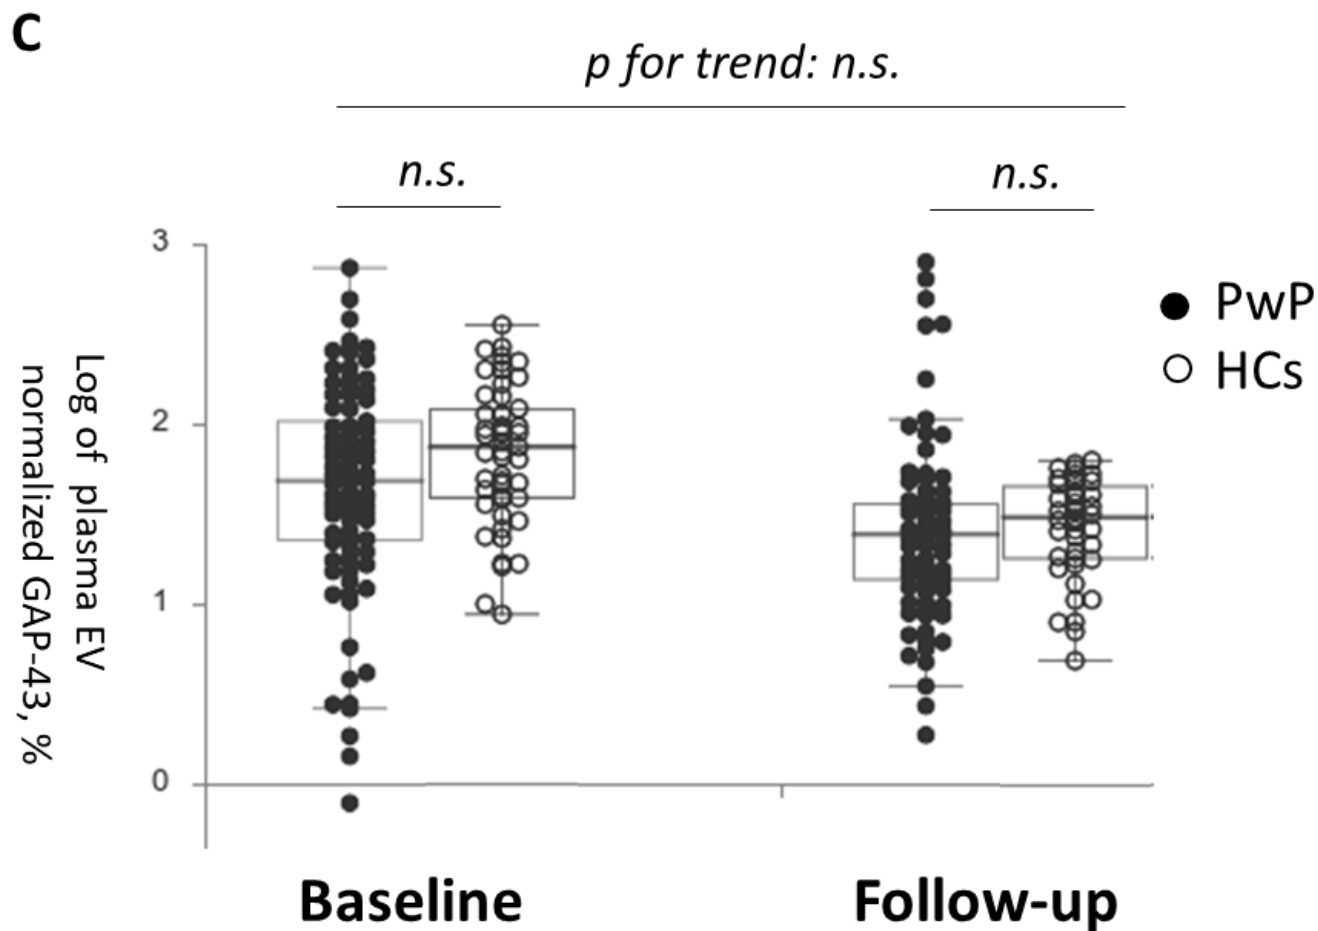 C
p for trend: n.s.
n.s.
n.s.
3
2
1
0
Log of plasma EV
normalized GAP-43, %
PwP
HCs
Baseline
Follow-up